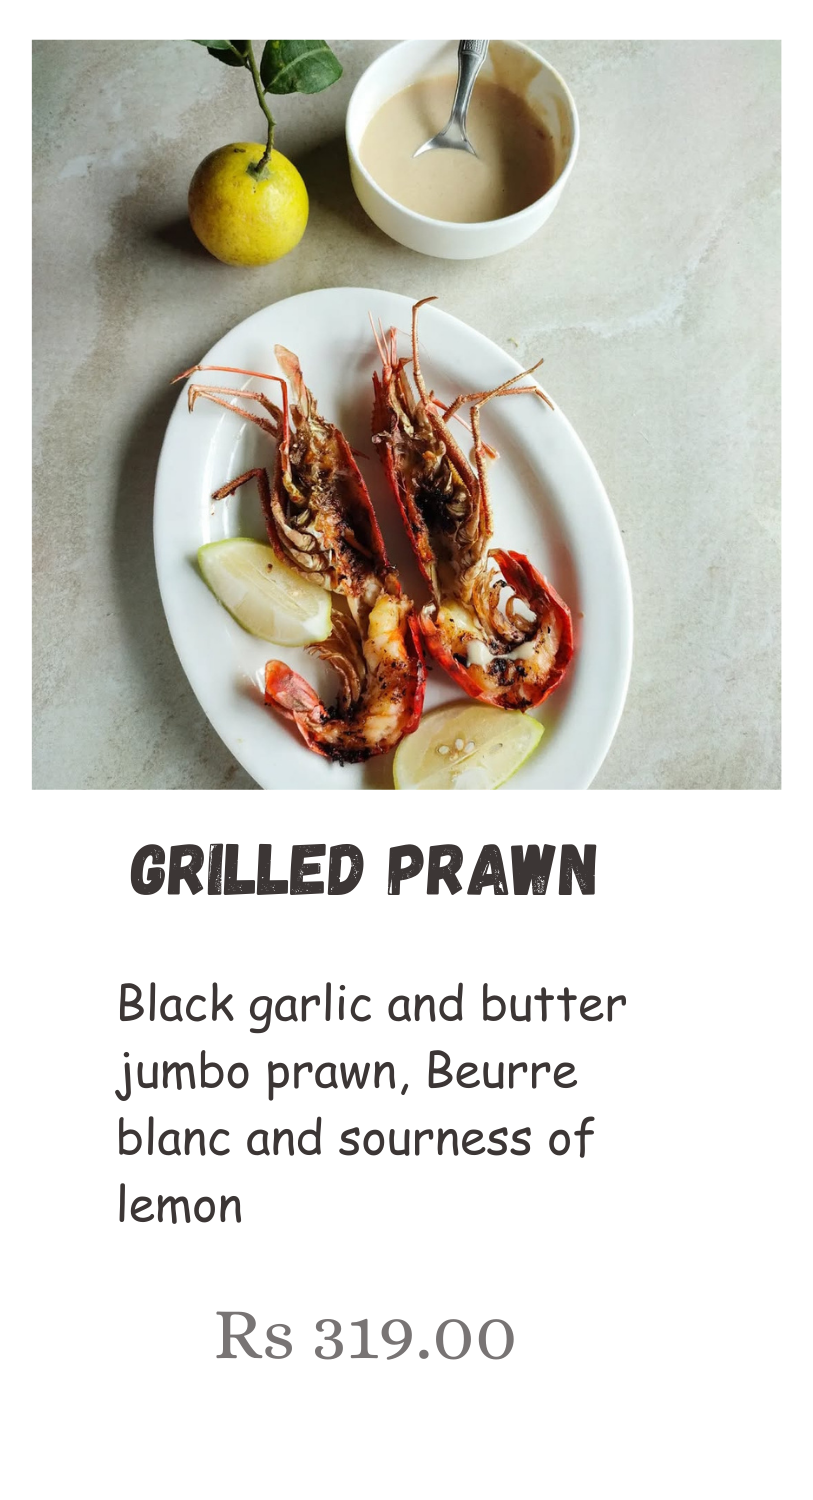 GRILLED PRAWN
Black garlic and butter
jumbo prawn, Beurre
blanc and sourness of
lemon
Rs 319.00